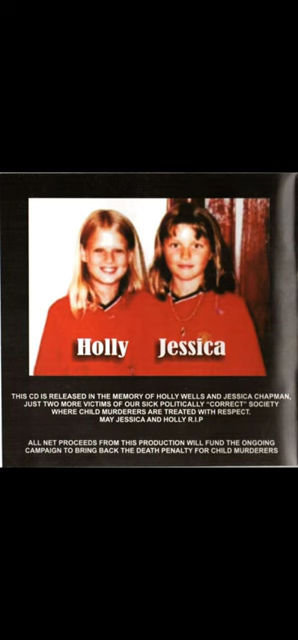 Holly Jessica
THIS CD IS RELEASED IN THE MEMORY OF HOLLY WELLS AND JESSICA CHAPMAN,
JUST TWO MORE VICTIMS OF OUR SICK POLITICALLY "CORRECT" SOCIETY
WHERE CHILD MURDERERS ARE TREATED WITH RESPECT.
MAY JESSICA AND HOLLY R.I.P
ALL NET PROCEEDS FROM THIS PRODUCTION WILL FUND THE ONGOING
CAMPAIGN TO BRING BACK THE DEATH PENALTY FOR CHILD MURDERERS